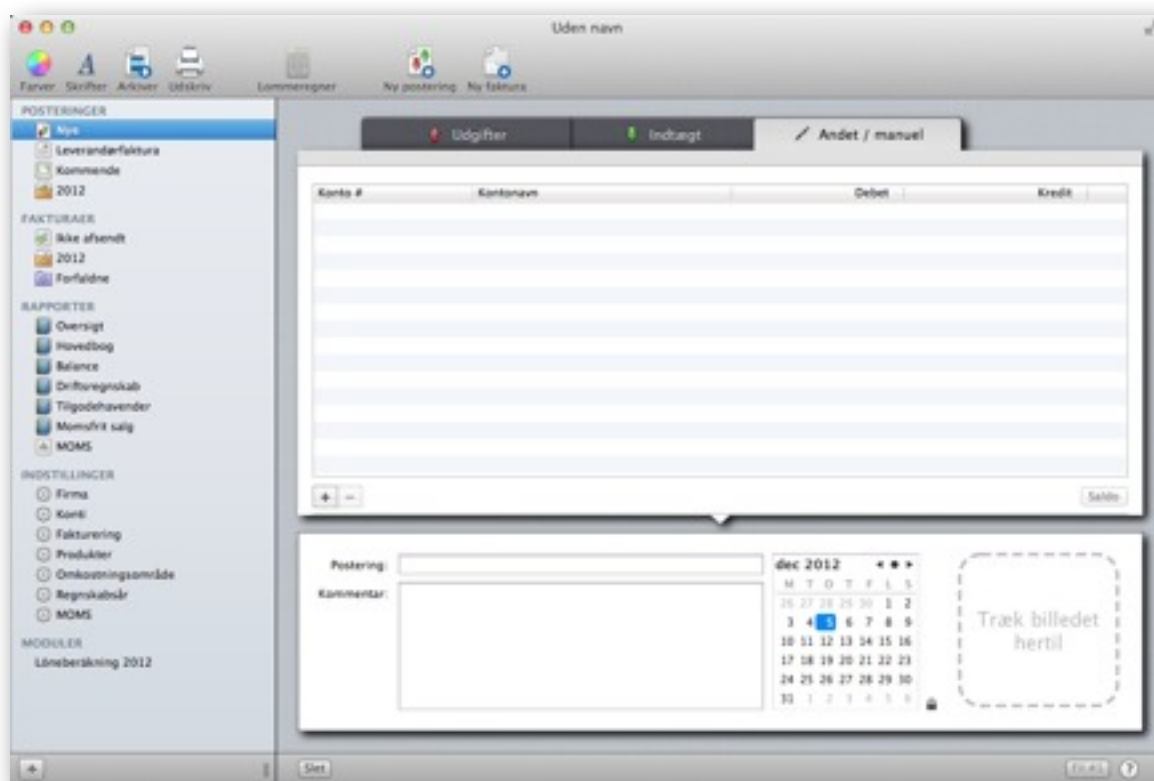 Uden navn
Farver Skrifter Arkiver Udskriv Lommeregner Ny postering Ny faktura
POSTERINGER
Nye
Leverandørfaktura
Kommende
2012
FAKTURAER
Ikke afsendt
2012
Forfaldne
RAPPORTER
Oversigt
Hovedbog
Balance
Driftsregnskab
Tilgodehavender
Momsfrit salg
MOMS
INDSTILLINGER
Firma
Konti
Fakturering
Produkter
Omkostningsområde
Regnskabsår
MOMS
MODULER
Löneberäkning 2012
Udgifter Indtægt Andet / manuel
Konto # Kontonavn Debet Kredit
+ − Saldo
Postering:
Kommentar:
dec 2012
M T O T F L S
26 27 28 29 30 1 2
3 4 5 6 7 8 9
10 11 12 13 14 15 16
17 18 19 20 21 22 23
24 25 26 27 28 29 30
31 1 2 3 4 5 6
Træk billedet
hertil
+ Slet ?